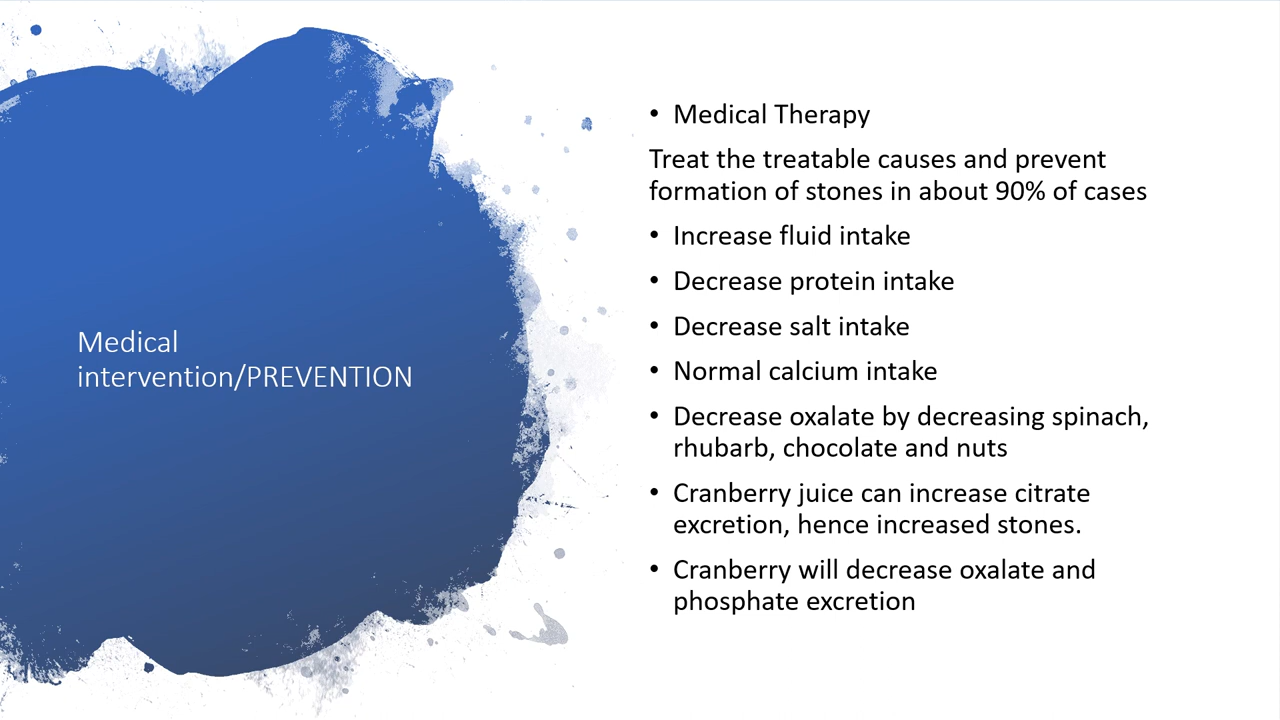 Medical
intervention/PREVENTION
• Medical Therapy
Treat the treatable causes and prevent
formation of stones in about 90% of cases
• Increase fluid intake
• Decrease protein intake
• Decrease salt intake
• Normal calcium intake
• Decrease oxalate by decreasing spinach,
rhubarb, chocolate and nuts
• Cranberry juice can increase citrate
excretion, hence increased stones.
• Cranberry will decrease oxalate and
phosphate excretion